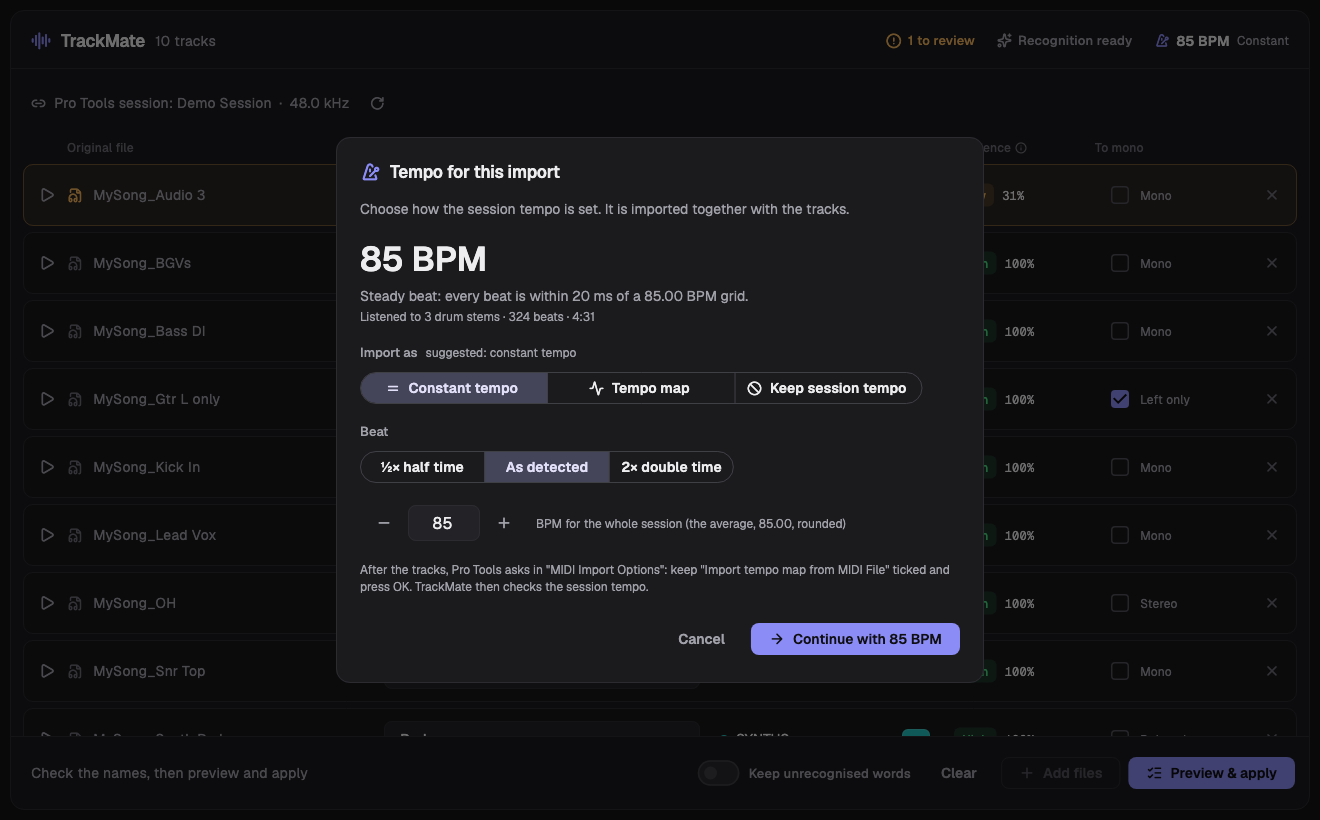 TrackMate 10 tracks
1 to review
Recognition ready
85 BPM Constant
Pro Tools session: Demo Session · 48.0 kHz
Original file
To mono
MySong_Audio 3
31%
Mono
MySong_BGVs
100%
Mono
MySong_Bass DI
100%
Mono
MySong_Gtr L only
100%
Left only
MySong_Kick In
100%
Mono
MySong_Lead Vox
100%
Mono
MySong_OH
100%
Stereo
MySong_Snr Top
100%
Mono
Tempo for this import
Choose how the session tempo is set. It is imported together with the tracks.
85 BPM
Steady beat: every beat is within 20 ms of a 85.00 BPM grid.
Listened to 3 drum stems · 324 beats · 4:31
Import as suggested: constant tempo
Constant tempo
Tempo map
Keep session tempo
Beat
½× half time
As detected
2× double time
85
BPM for the whole session (the average, 85.00, rounded)
After the tracks, Pro Tools asks in "MIDI Import Options": keep "Import tempo map from MIDI File" ticked and
press OK. TrackMate then checks the session tempo.
Cancel
Continue with 85 BPM
Check the names, then preview and apply
Keep unrecognised words
Clear
Add files
Preview & apply